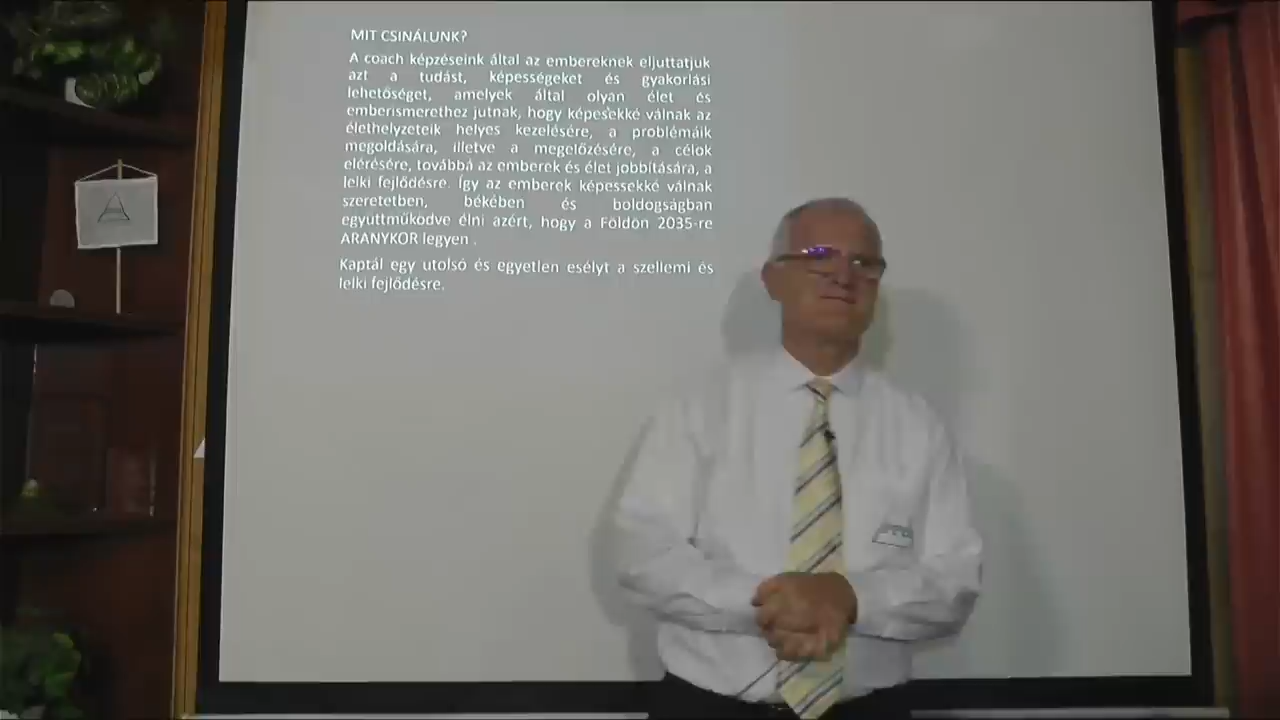 MIT CSINÁLUNK?
A coach képzéseink által az embereknek eljuttatjuk
azt a tudást, képességeket és gyakorlási
lehetőséget, amelyek által olyan élet és
emberismerethez jutnak, hogy képesekké válnak az
élethelyzeteik helyes kezelésére, a problémáik
megoldására, illetve a megelőzésére, a célok
elérésére, továbbá az emberek és élet jobbítására, a
lelki fejlődésre. Így az emberek képessekké válnak
szeretetben, békében és boldogságban
együttműködve élni azért, hogy a Földön 2035-re
ARANYKOR legyen .
Kaptál egy utolsó és egyetlen esélyt a szellemi és
lelki fejlődésre.